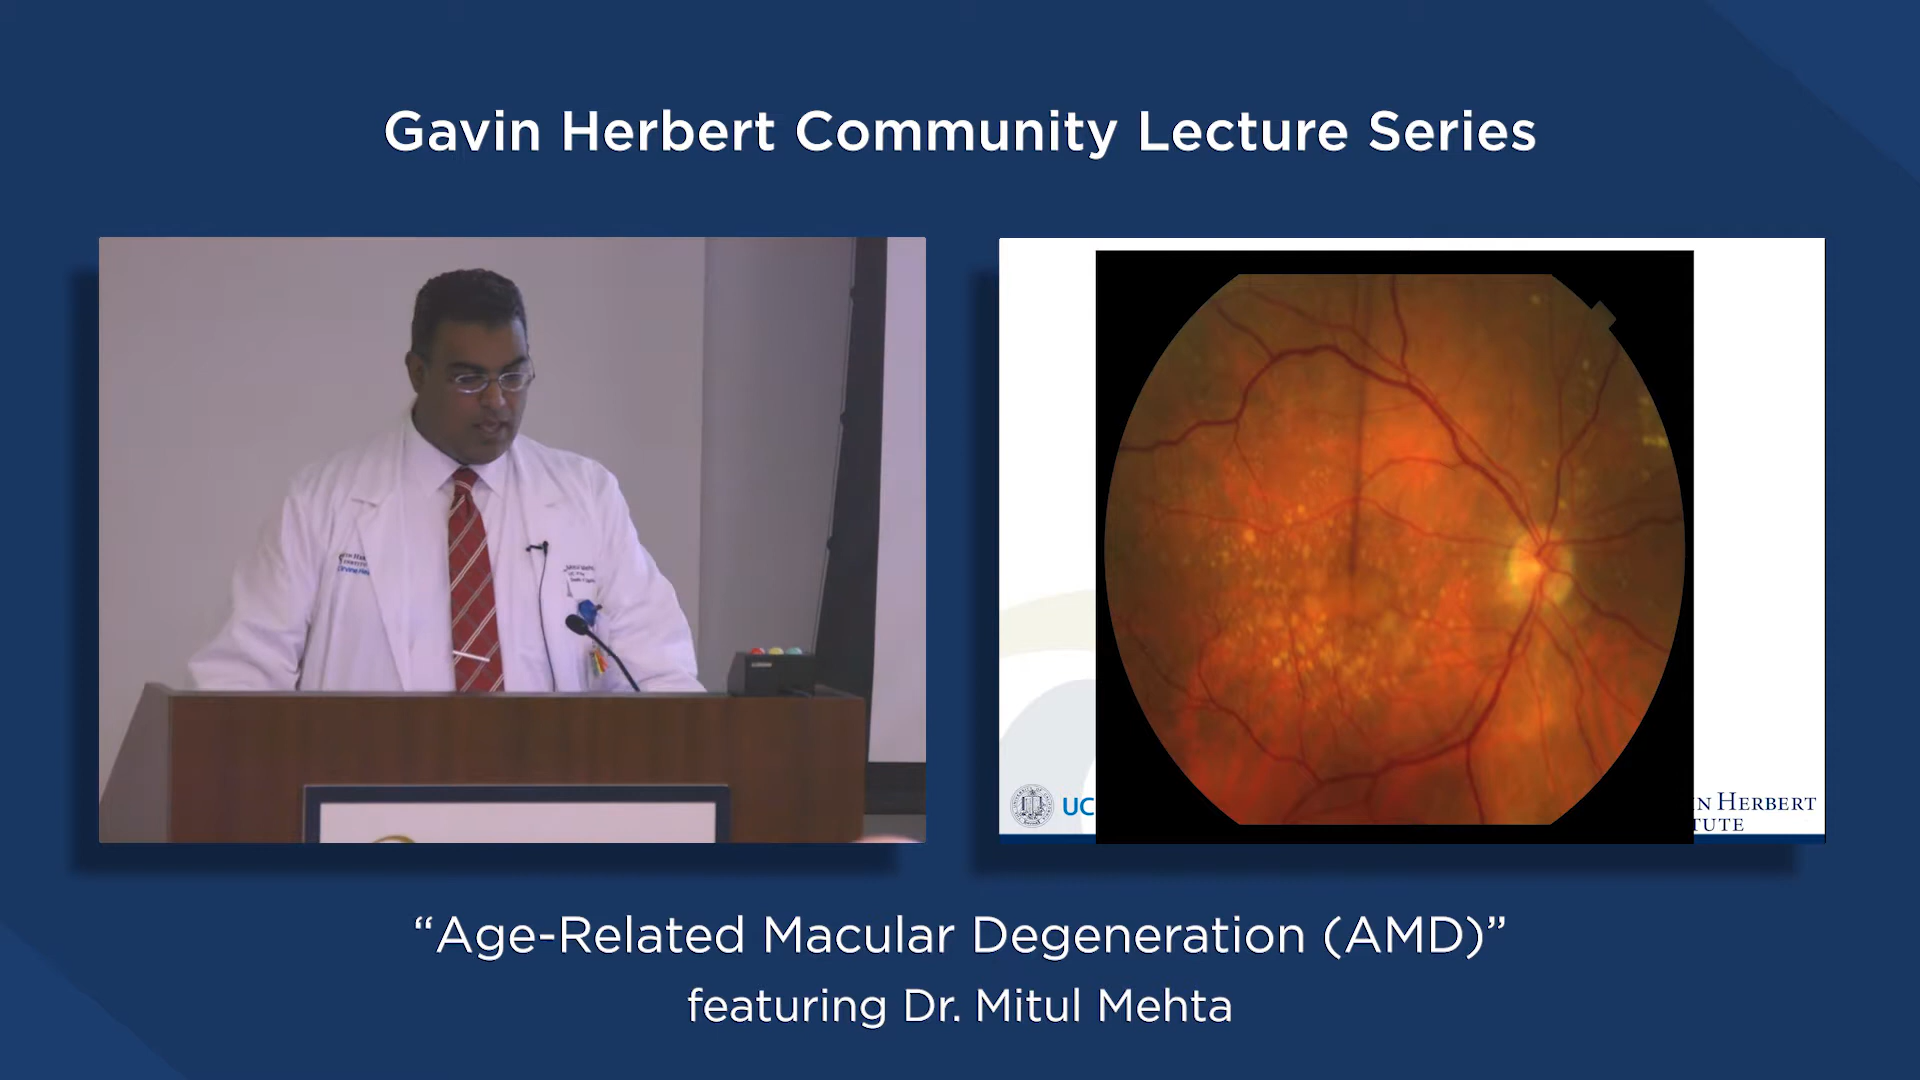 Gavin Herbert Community Lecture Series
UC
N HERBERT
TUTE
“Age-Related Macular Degeneration (AMD)”
featuring Dr. Mitul Mehta